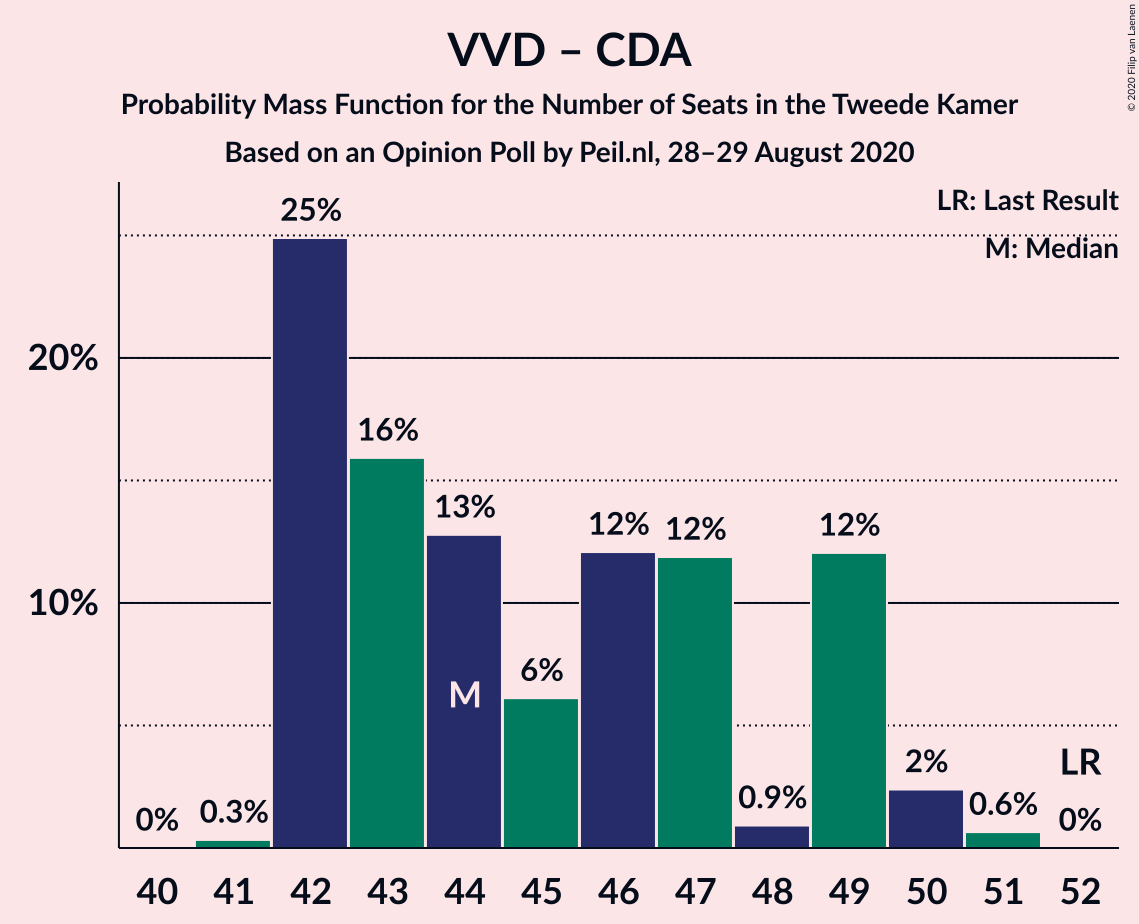 VVD – CDA
Probability Mass Function for the Number of Seats in the Tweede Kamer
Based on an Opinion Poll by Peil.nl, 28–29 August 2020
© 2020 Filip van Laenen
LR: Last Result
M: Median
25%
20%
16%
13%
12%
12%
12%
10%
6%
M
LR
2%
0.9%
0.6%
0.3%
0%
0%
40 41 42 43 44 45 46 47 48 49 50 51 52